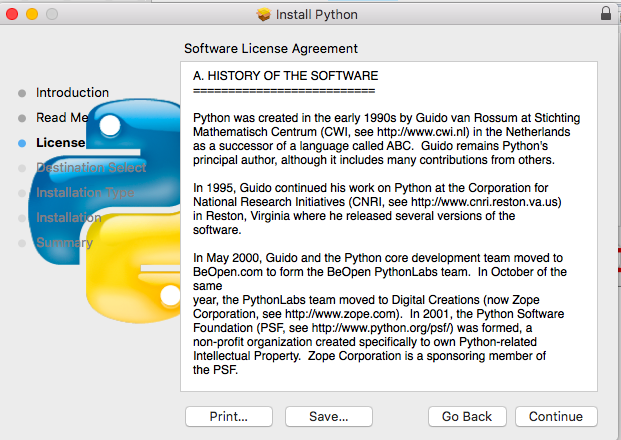 Install Python
Software License Agreement
Introduction
Read Me
License
Destination Select
Installation Type
Installation
Summary
A. HISTORY OF THE SOFTWARE
==========================
Python was created in the early 1990s by Guido van Rossum at Stichting
Mathematisch Centrum (CWI, see http://www.cwi.nl) in the Netherlands
as a successor of a language called ABC.  Guido remains Python's
principal author, although it includes many contributions from others.
In 1995, Guido continued his work on Python at the Corporation for
National Research Initiatives (CNRI, see http://www.cnri.reston.va.us)
in Reston, Virginia where he released several versions of the
software.
In May 2000, Guido and the Python core development team moved to
BeOpen.com to form the BeOpen PythonLabs team.  In October of the
same
year, the PythonLabs team moved to Digital Creations (now Zope
Corporation, see http://www.zope.com).  In 2001, the Python Software
Foundation (PSF, see http://www.python.org/psf/) was formed, a
non-profit organization created specifically to own Python-related
Intellectual Property.  Zope Corporation is a sponsoring member of
the PSF.
Print... Save... Go Back Continue